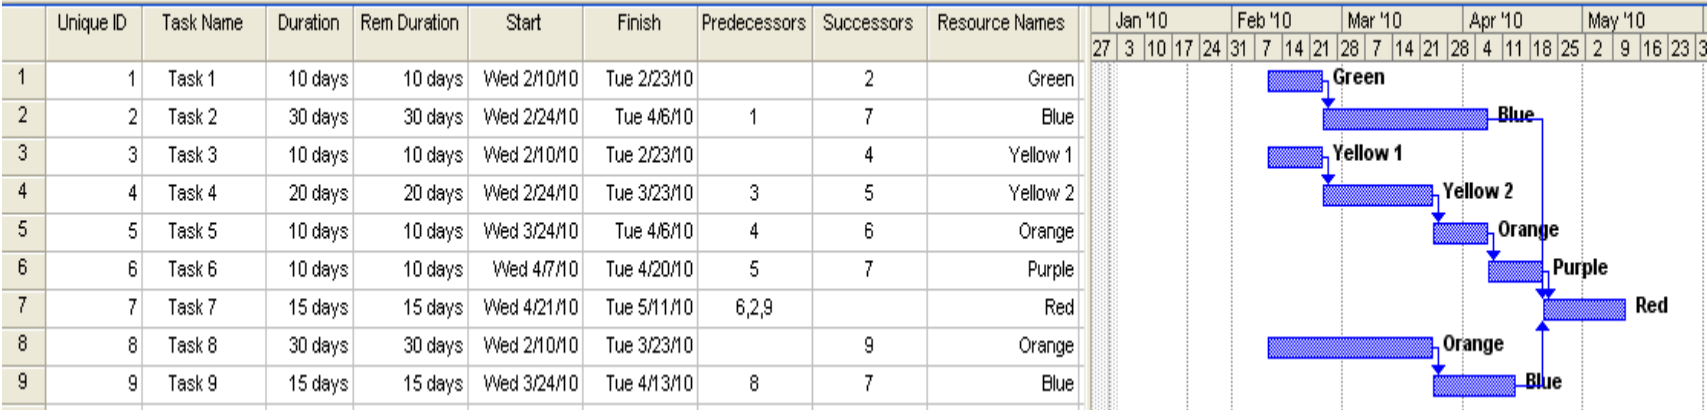 Unique ID Task Name Duration Rem Duration Start Finish Predecessors Successors Resource Names Jan '10 Feb '10 Mar '10 Apr '10 May '10
27 3 10 17 24 31 7 14 21 28 7 14 21 28 4 11 18 25 2 9 16 23 3
1 1 Task 1 10 days 10 days Wed 2/10/10 Tue 2/23/10 2 Green Green
2 2 Task 2 30 days 30 days Wed 2/24/10 Tue 4/6/10 1 7 Blue Blue
3 3 Task 3 10 days 10 days Wed 2/10/10 Tue 2/23/10 4 Yellow 1 Yellow 1
4 4 Task 4 20 days 20 days Wed 2/24/10 Tue 3/23/10 3 5 Yellow 2 Yellow 2
5 5 Task 5 10 days 10 days Wed 3/24/10 Tue 4/6/10 4 6 Orange Orange
6 6 Task 6 10 days 10 days Wed 4/7/10 Tue 4/20/10 5 7 Purple Purple
7 7 Task 7 15 days 15 days Wed 4/21/10 Tue 5/11/10 6,2,9 Red Red
8 8 Task 8 30 days 30 days Wed 2/10/10 Tue 3/23/10 9 Orange Orange
9 9 Task 9 15 days 15 days Wed 3/24/10 Tue 4/13/10 8 7 Blue Blue